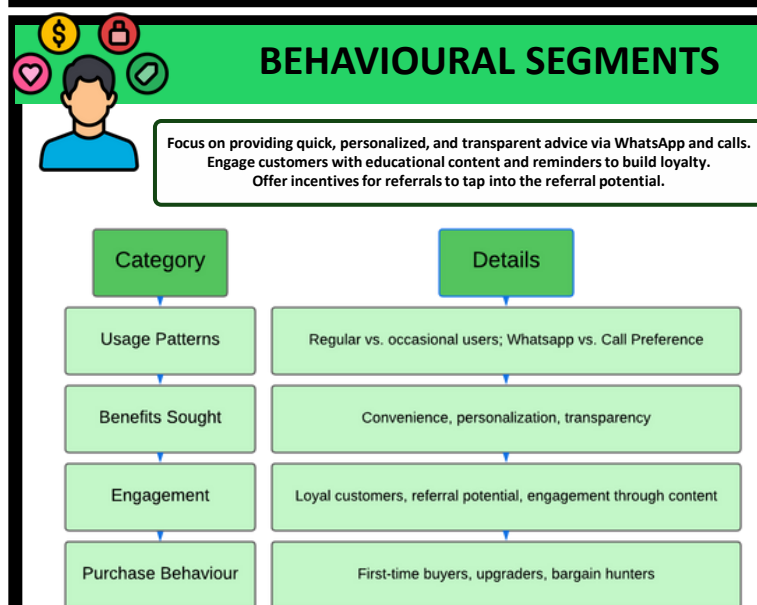 $
BEHAVIOURAL SEGMENTS
Focus on providing quick, personalized, and transparent advice via WhatsApp and calls.
Engage customers with educational content and reminders to build loyalty.
Offer incentives for referrals to tap into the referral potential.
Category
Details
Usage Patterns
Regular vs. occasional users; Whatsapp vs. Call Preference
Benefits Sought
Convenience, personalization, transparency
Engagement
Loyal customers, referral potential, engagement through content
Purchase Behaviour
First-time buyers, upgraders, bargain hunters